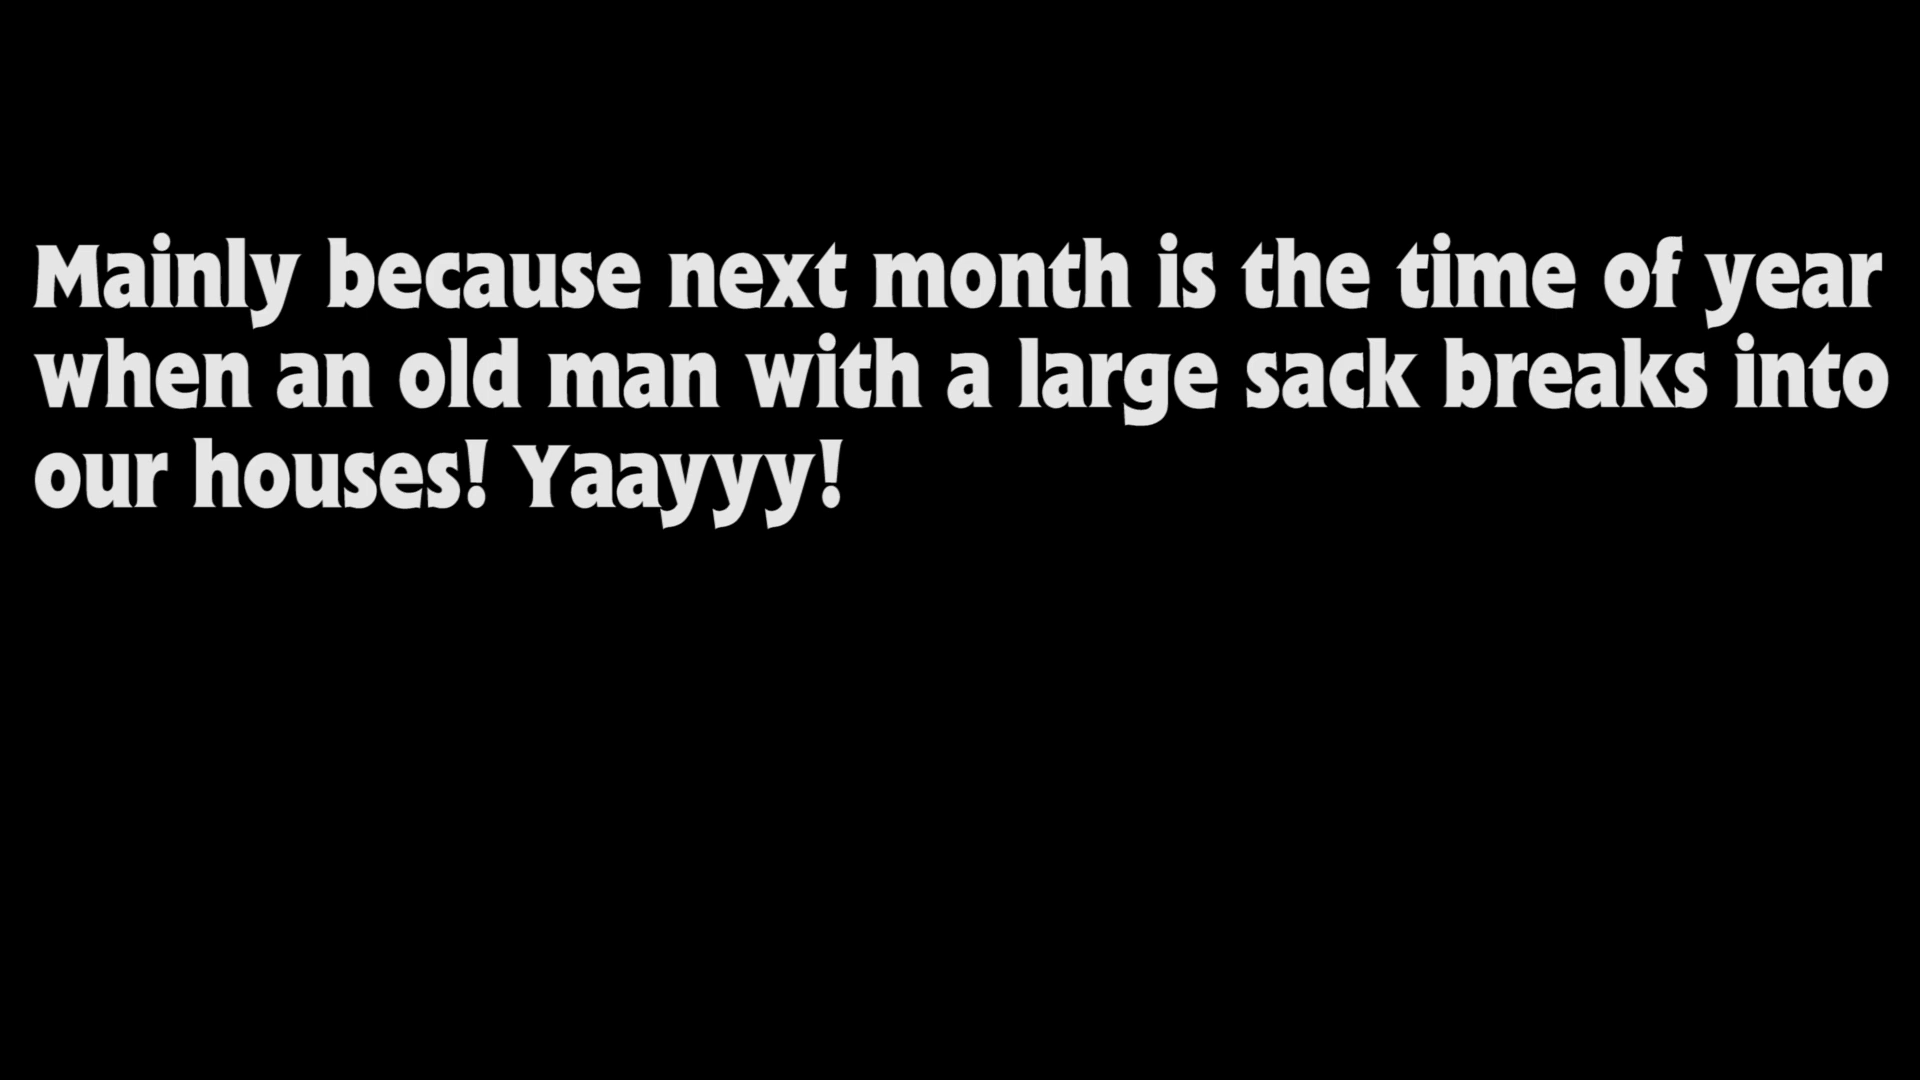 Mainly because next month is the time of year
when an old man with a large sack breaks into
our houses! Yaayyy!